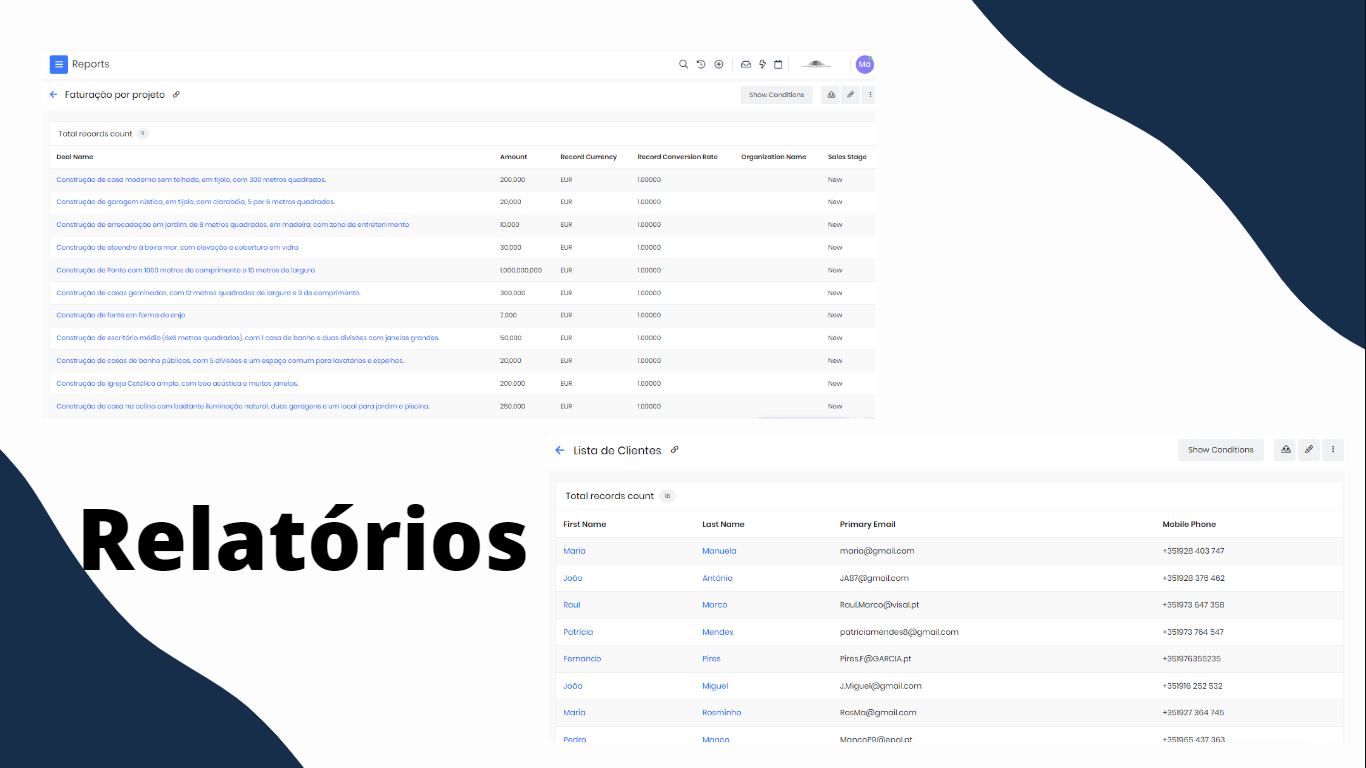 Reports
Ma
Faturação por projeto
Show Conditions
Total records count 11
Deal Name Amount Record Currency Record Conversion Rate Organization Name Sales Stage
Construção de casa moderna sem telhado, em tijolo, com 300 metros quadrados. 200,000 EUR 1.00000 New
Construção de garagem rústica, em tijolo, com clarabóia, 5 por 6 metros quadrados. 20,000 EUR 1.00000 New
Construção de arrecadação em jardim, de 8 metros quadrados, em madeira, com zona de entretenimento 10,000 EUR 1.00000 New
Construção de alpendre à beira mar, com elevação e cobertura em vidro 30,000 EUR 1.00000 New
Construção de Ponte com 1000 metros de comprimento e 10 metros de largura 1,000,000,000 EUR 1.00000 New
Construção de casas geminadas, com 12 metros quadrados de largura e 9 de comprimento. 300,000 EUR 1.00000 New
Construção de fonte em forma de anjo 7,000 EUR 1.00000 New
Construção de escritório médio (6x6 metros quadrados), com 1 casa de banho e duas divisões com janelas grandes. 50,000 EUR 1.00000 New
Construção de casas de banho públicas, com 5 divisões e um espaço comum para lavatórios e espelhos. 20,000 EUR 1.00000 New
Construção de Igreja Católica ampla, com boa acústica e muitas janelas. 200,000 EUR 1.00000 New
Construção de casa na colina com bastante iluminação natural, duas garagens e um local para jardim e piscina. 250,000 EUR 1.00000 New
Relatórios
Lista de Clientes
Show Conditions
Total records count 18
First Name Last Name Primary Email Mobile Phone
Maria Manuela maria@gmail.com +351928 403 747
João António JA87@gmail.com +351928 376 462
Raul Marco Raul.Marco@visal.pt +351973 647 358
Patrícia Mendes patriciamendes8@gmail.com +351973 764 547
Fernando Pires Pires.F@GARCIA.pt +351976355235
João Miguel J.Miguel@gmail.com +351916 252 532
Maria Rosminho RosMa@gmail.com +351927 364 745
Pedro Manco MancoP9@epal.pt +351965 437 363